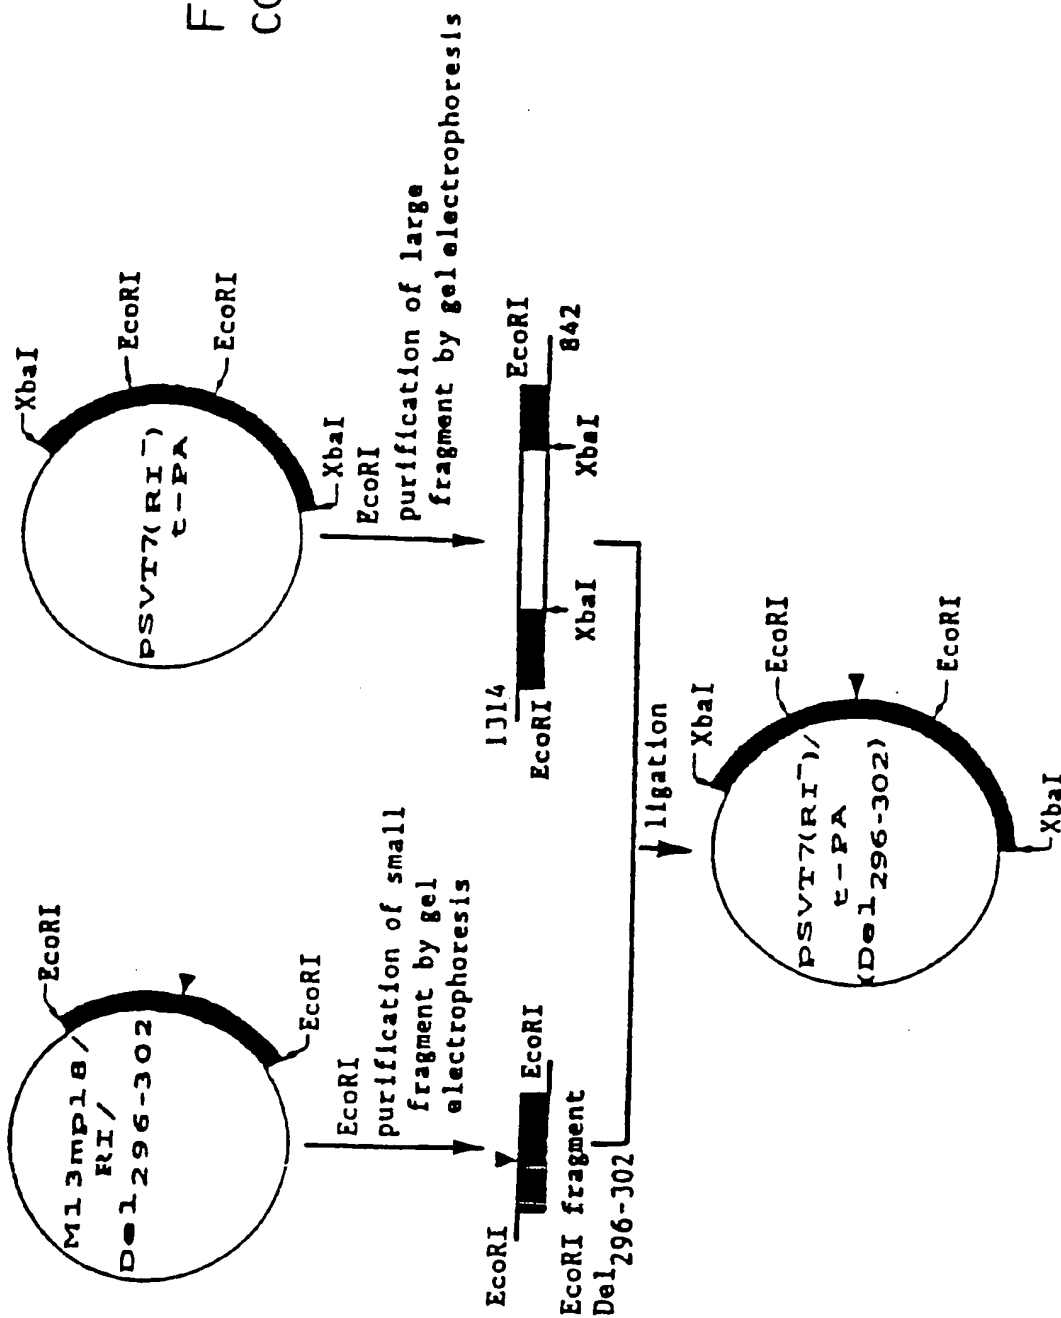 F
CO
M13mp18/
RI/
Del296-302
EcoRI
EcoRI
EcoRI
purification of small
fragment by gel
electrophoresis
EcoRI
EcoRI
EcoRI fragment
Del296-302
PSVT7(RI⁻)
t-PA
XbaI
EcoRI
EcoRI
XbaI
EcoRI
purification of large
fragment by gel electrophoresis
1314
EcoRI
XbaI
XbaI
EcoRI
842
ligation
PSVT7(RI⁻)/
t-PA
(Del296-302)
XbaI
EcoRI
EcoRI
XbaI